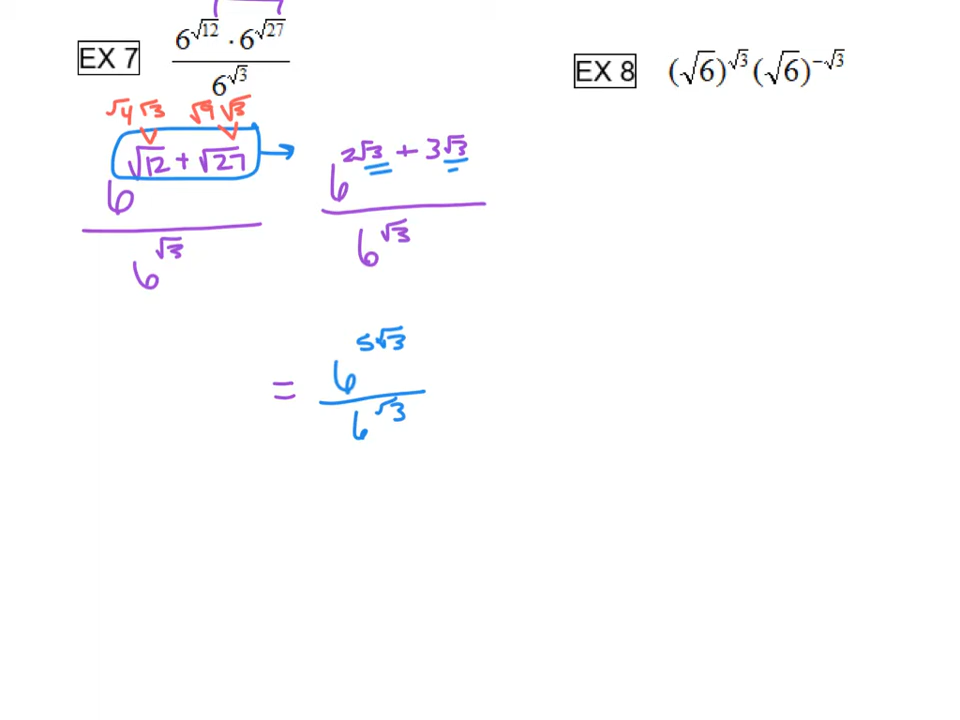 EX 7 6^√12 · 6^√27 / 6^√3
√4 √3 √9 √3
6^(√12 + √27) / 6^√3 → 6^(2√3 + 3√3) / 6^√3
= 6^(5√3) / 6^√3
EX 8 (√6)^√3 (√6)^−√3